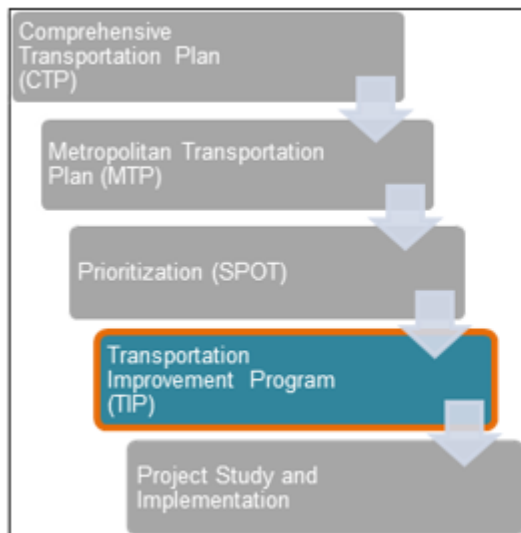 Comprehensive
Transportation Plan
(CTP)
Metropolitan Transportation
Plan (MTP)
Prioritization (SPOT)
Transportation
Improvement Program
(TIP)
Project Study and
Implementation